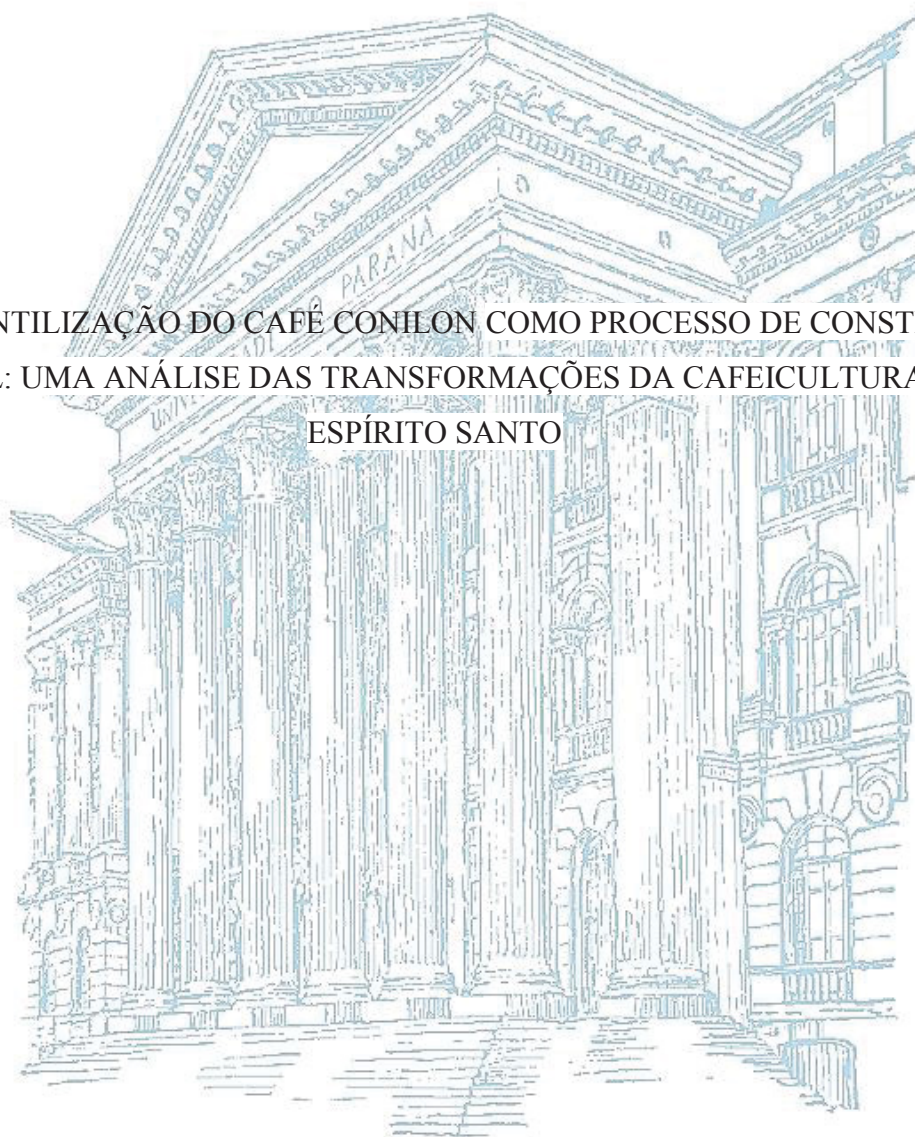 NTILIZAÇÃO DO CAFÉ CONILON COMO PROCESSO DE CONST
: UMA ANÁLISE DAS TRANSFORMAÇÕES DA CAFEICULTURA
ESPÍRITO SANTO
PARANÁ